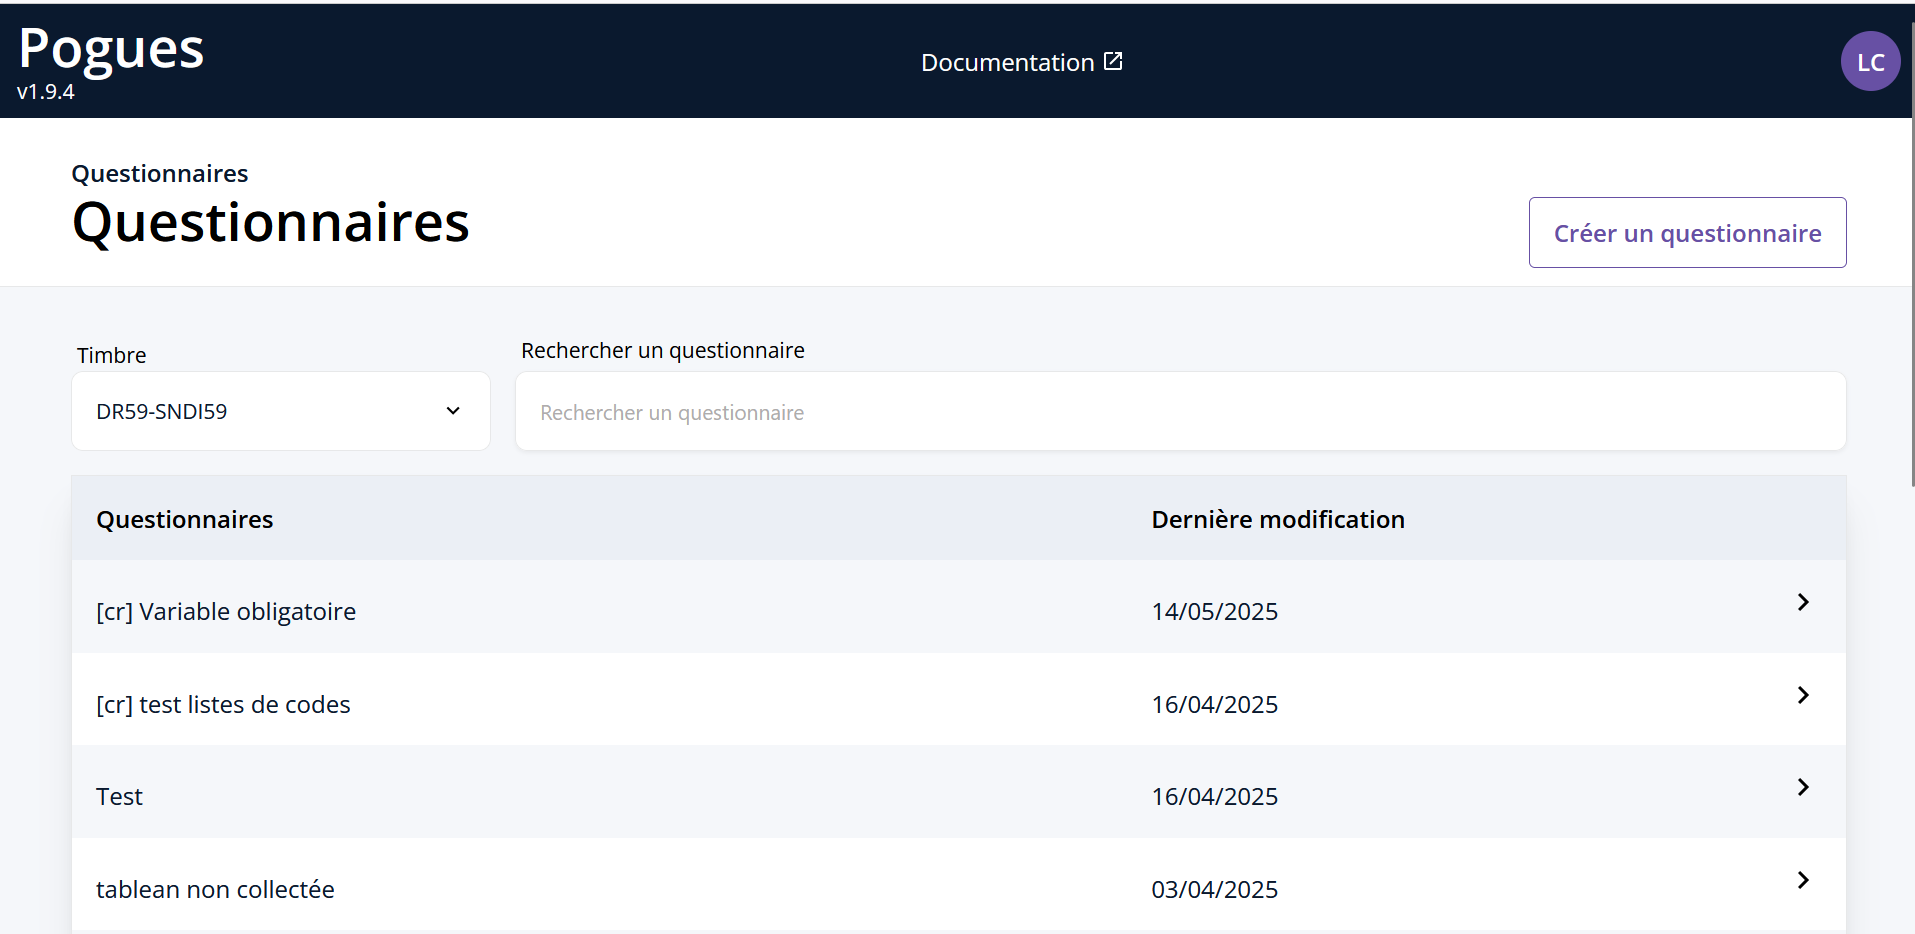 Pogues
v1.9.4
Documentation
LC
Questionnaires
Questionnaires
Créer un questionnaire
Timbre
Rechercher un questionnaire
DR59-SNDI59
Rechercher un questionnaire
Questionnaires
Dernière modification
[cr] Variable obligatoire
14/05/2025
[cr] test listes de codes
16/04/2025
Test
16/04/2025
tablean non collectée
03/04/2025